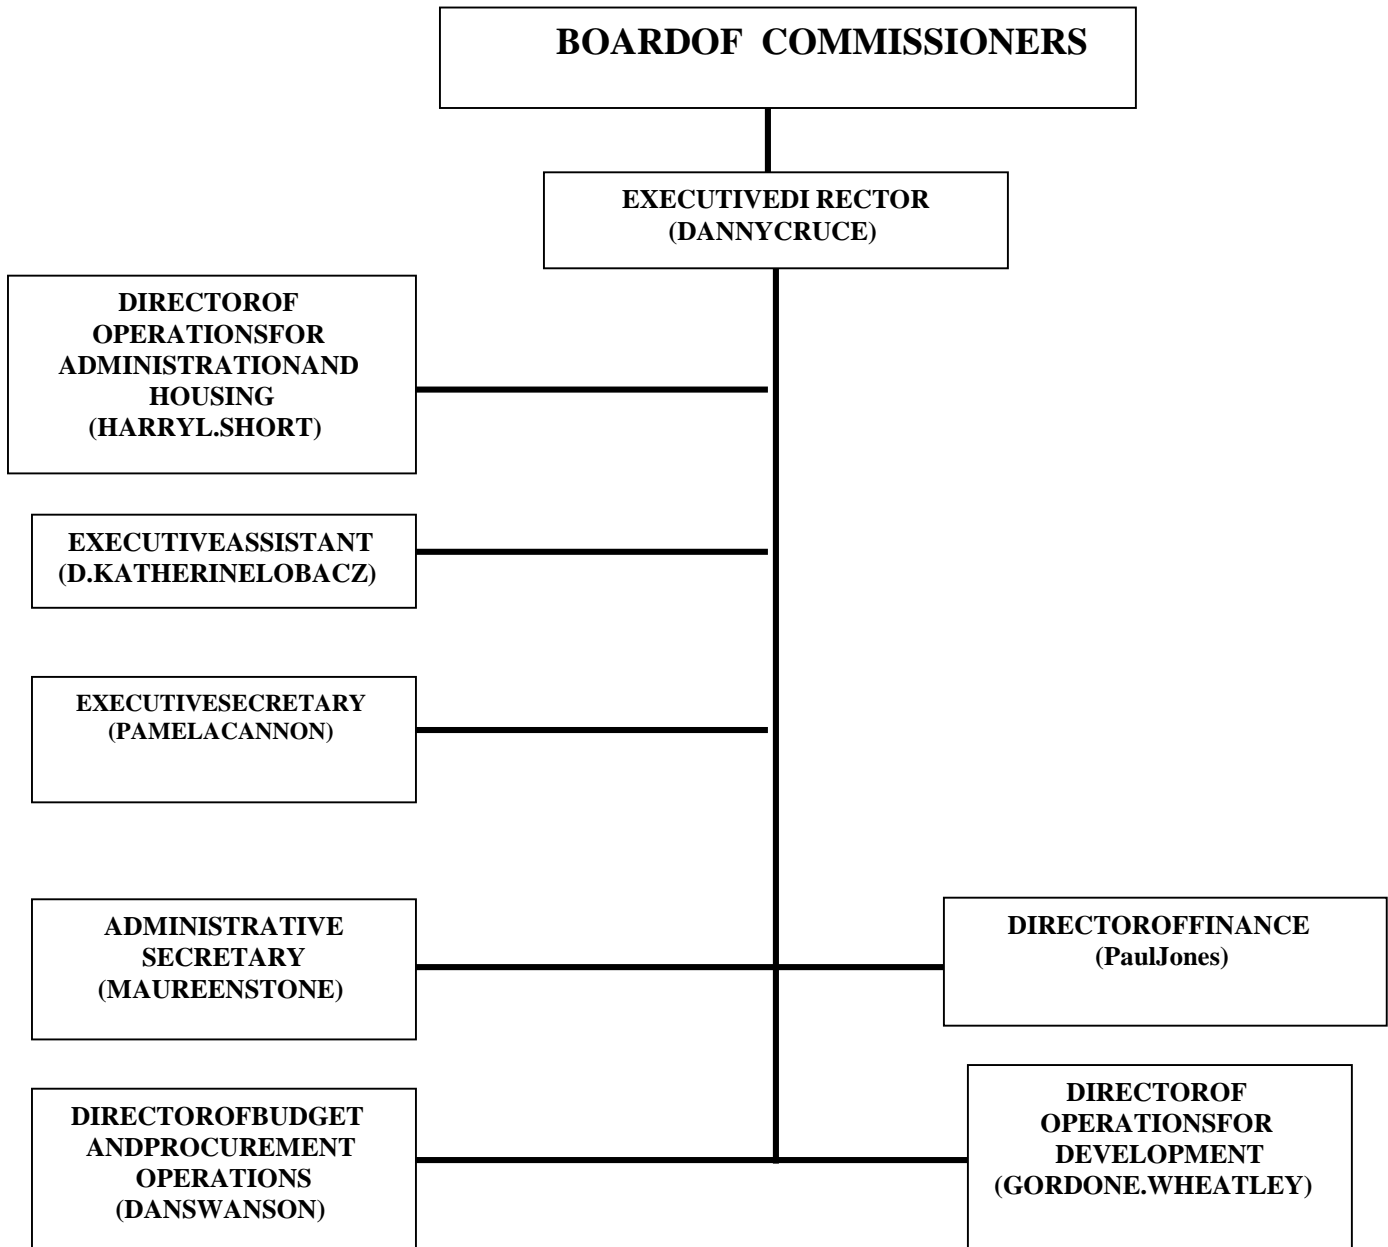 BOARDOF COMMISSIONERS
EXECUTIVEDI RECTOR
(DANNYCRUCE)
DIRECTOROF
OPERATIONSFOR
ADMINISTRATIONAND
HOUSING
(HARRYL.SHORT)
EXECUTIVEASSISTANT
(D.KATHERINELOBACZ)
EXECUTIVESECRETARY
(PAMELACANNON)
ADMINISTRATIVE
SECRETARY
(MAUREENSTONE)
DIRECTOROFFINANCE
(PaulJones)
DIRECTOROFBUDGET
ANDPROCUREMENT
OPERATIONS
(DANSWANSON)
DIRECTOROF
OPERATIONSFOR
DEVELOPMENT
(GORDONE.WHEATLEY)